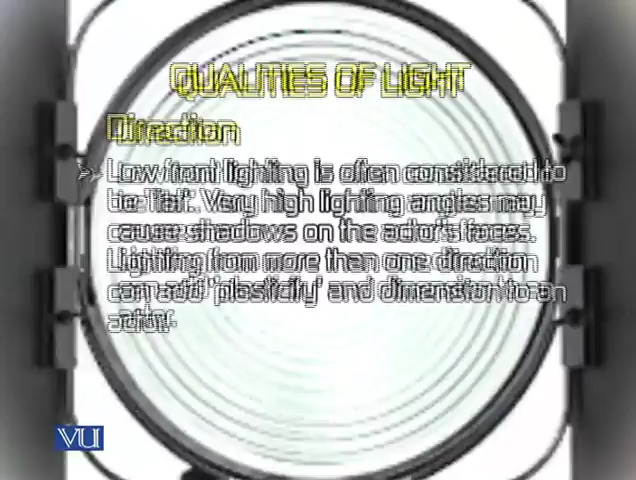 QUALITIES OF LIGHT
Direction
Low front lighting is often considered to
be 'flat'. Very high lighting angles may
cause shadows on the actor's faces.
Lighting from more than one direction
can add 'plasticity' and dimension to an
actor.
VU